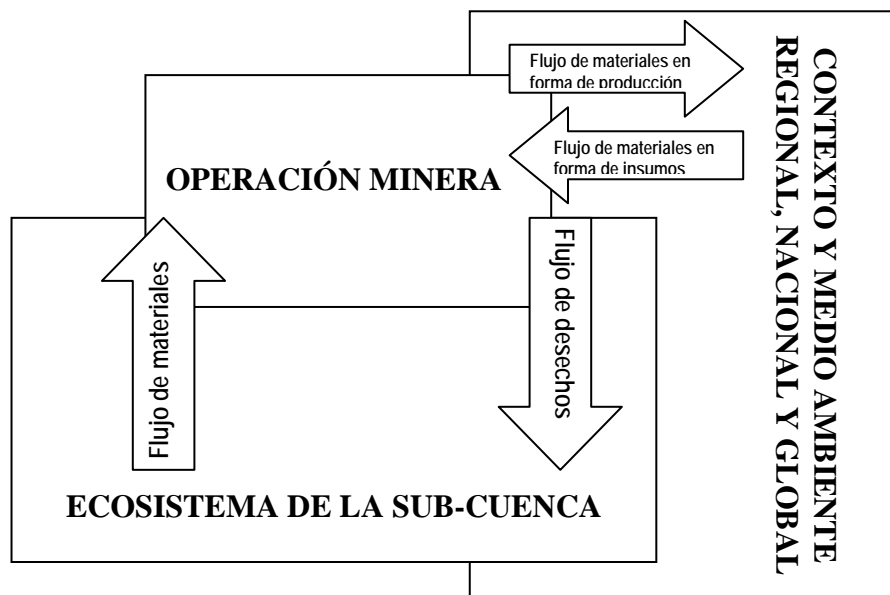 Flujo de materiales en
forma de producción
Flujo de materiales en
forma de insumos
OPERACIÓN MINERA
Flujo de materiales
Flujo de desechos
ECOSISTEMA DE LA SUB-CUENCA
CONTEXTO Y MEDIO AMBIENTE
REGIONAL, NACIONAL Y GLOBAL